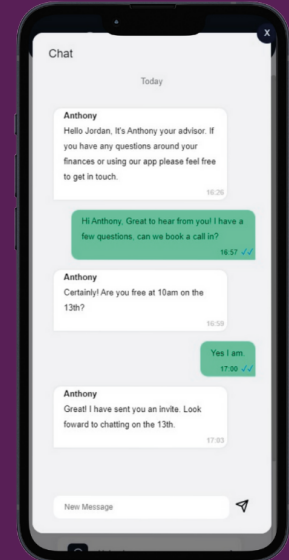 X
Chat
Today
Anthony
Hello Jordan, It's Anthony your advisor. If
you have any questions around your
finances or using our app please feel free
to get in touch.
16:26
Hi Anthony, Great to hear from you! I have a
few questions. can we book a call in?
16:57
Anthony
Certainly! Are you free at 10am on the
13th?
16:59
Yes I am.
17:00
Anthony
Great! I have sent you an invite. Look
foward to chatting on the 13th.
17:03
New Message